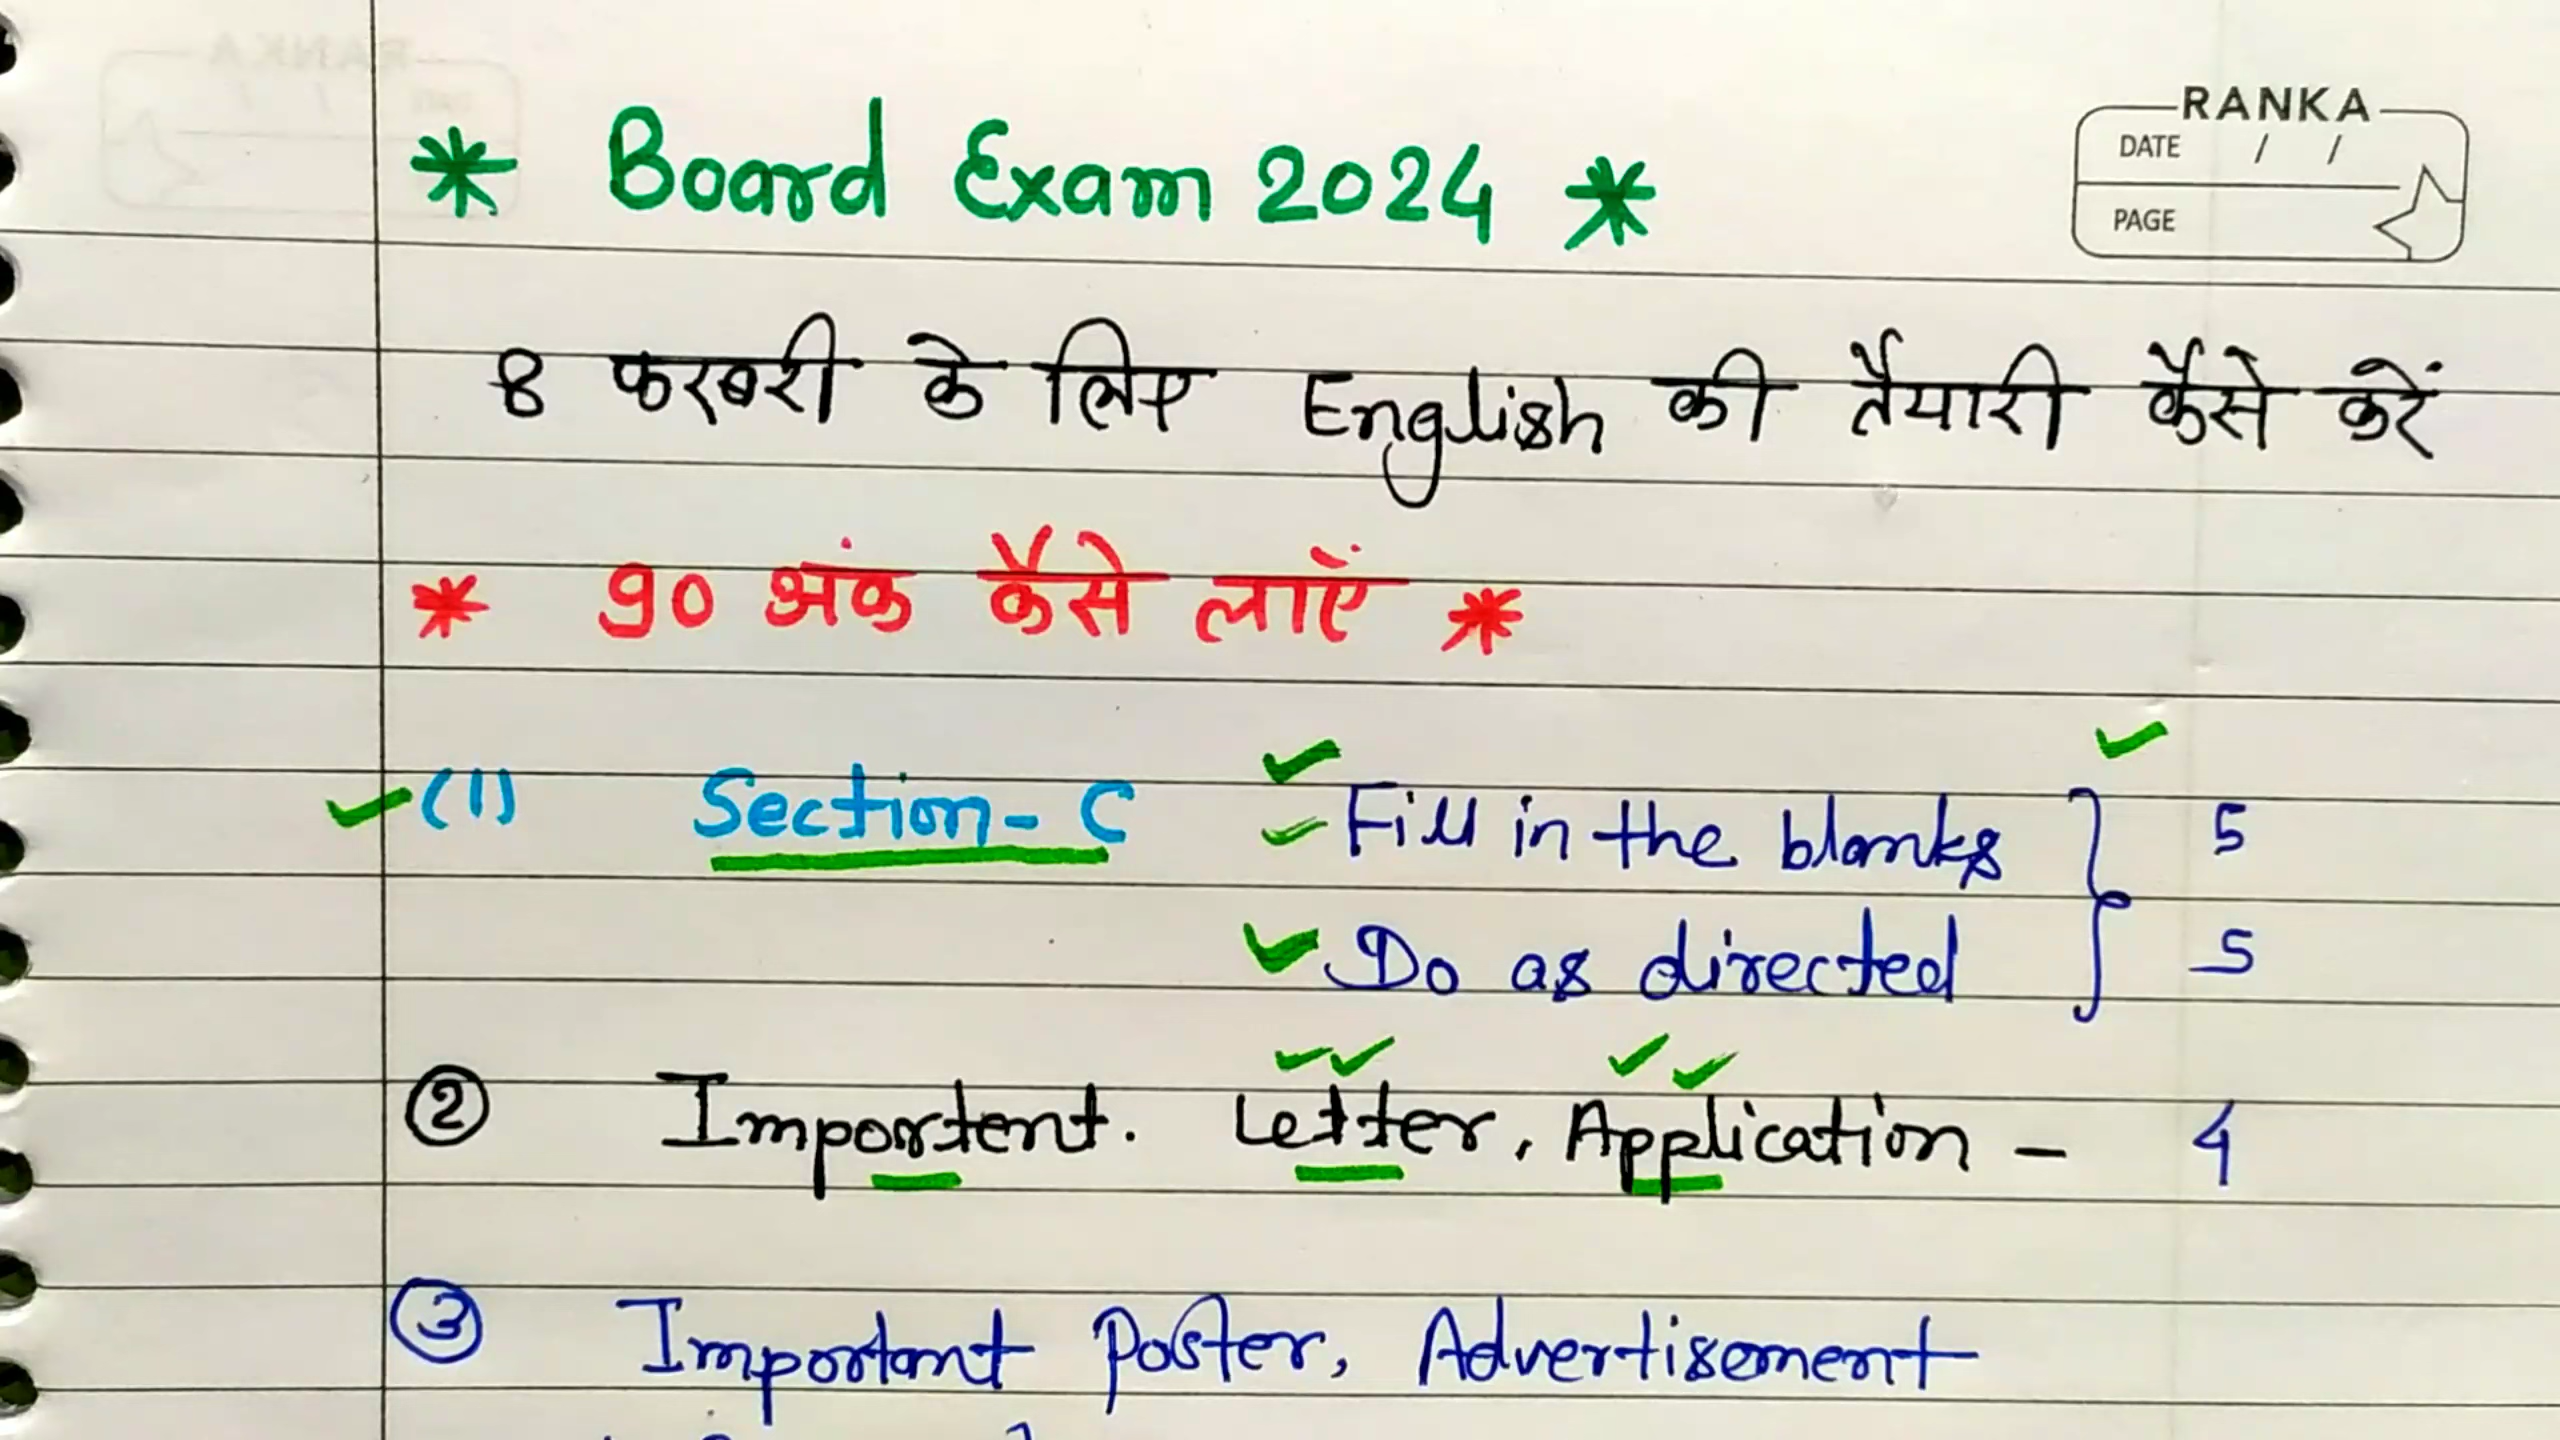 RANKA
DATE / /
PAGE
* Board Exam 2024 *
8 फरबरी के लिए English की तैयारी कैसे करें
* 90 अंक कैसे लाएं *
(1) Section - C Fill in the blanks 5
Do as directed 5
2 Importent. Letter, Application - 4
3 Important Poster, Advertisement